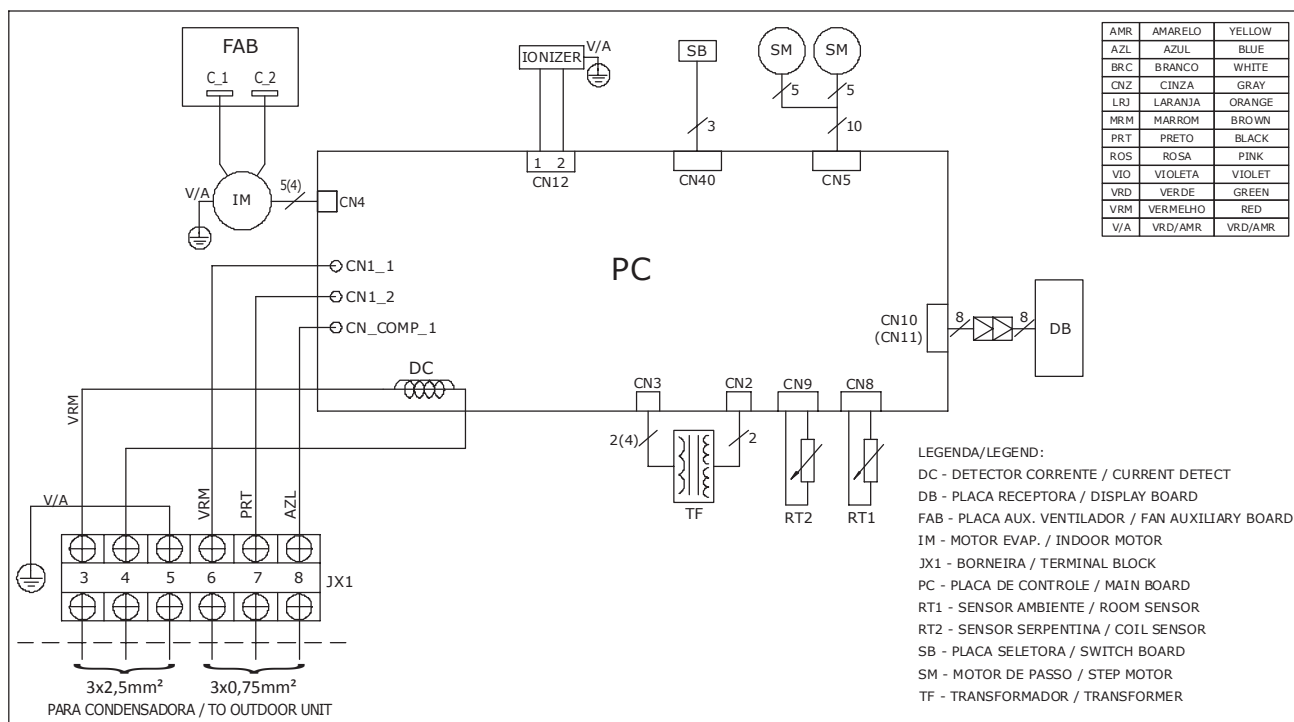 FAB
C_1 C_2
IM
V/A
5(4)
CN4
IONIZER
V/A
1 2
CN12
SB
3
CN40
SM SM
5 5
10
CN5
AMR AMARELO YELLOW
AZL AZUL BLUE
BRC BRANCO WHITE
CNZ CINZA GRAY
LRJ LARANJA ORANGE
MRM MARROM BROWN
PRT PRETO BLACK
ROS ROSA PINK
VIO VIOLETA VIOLET
VRD VERDE GREEN
VRM VERMELHO RED
V/A VRD/AMR VRD/AMR
PC
CN1_1
CN1_2
CN_COMP_1
DC
CN10
(CN11)
8 8
DB
CN3 CN2 CN9 CN8
2(4) 2
TF
RT2 RT1
VRM
V/A
VRM
PRT
AZL
3 4 5 6 7 8
JX1
3x2,5mm² 3x0,75mm²
PARA CONDENSADORA / TO OUTDOOR UNIT
LEGENDA/LEGEND:
DC - DETECTOR CORRENTE / CURRENT DETECT
DB - PLACA RECEPTORA / DISPLAY BOARD
FAB - PLACA AUX. VENTILADOR / FAN AUXILIARY BOARD
IM - MOTOR EVAP. / INDOOR MOTOR
JX1 - BORNEIRA / TERMINAL BLOCK
PC - PLACA DE CONTROLE / MAIN BOARD
RT1 - SENSOR AMBIENTE / ROOM SENSOR
RT2 - SENSOR SERPENTINA / COIL SENSOR
SB - PLACA SELETORA / SWITCH BOARD
SM - MOTOR DE PASSO / STEP MOTOR
TF - TRANSFORMADOR / TRANSFORMER